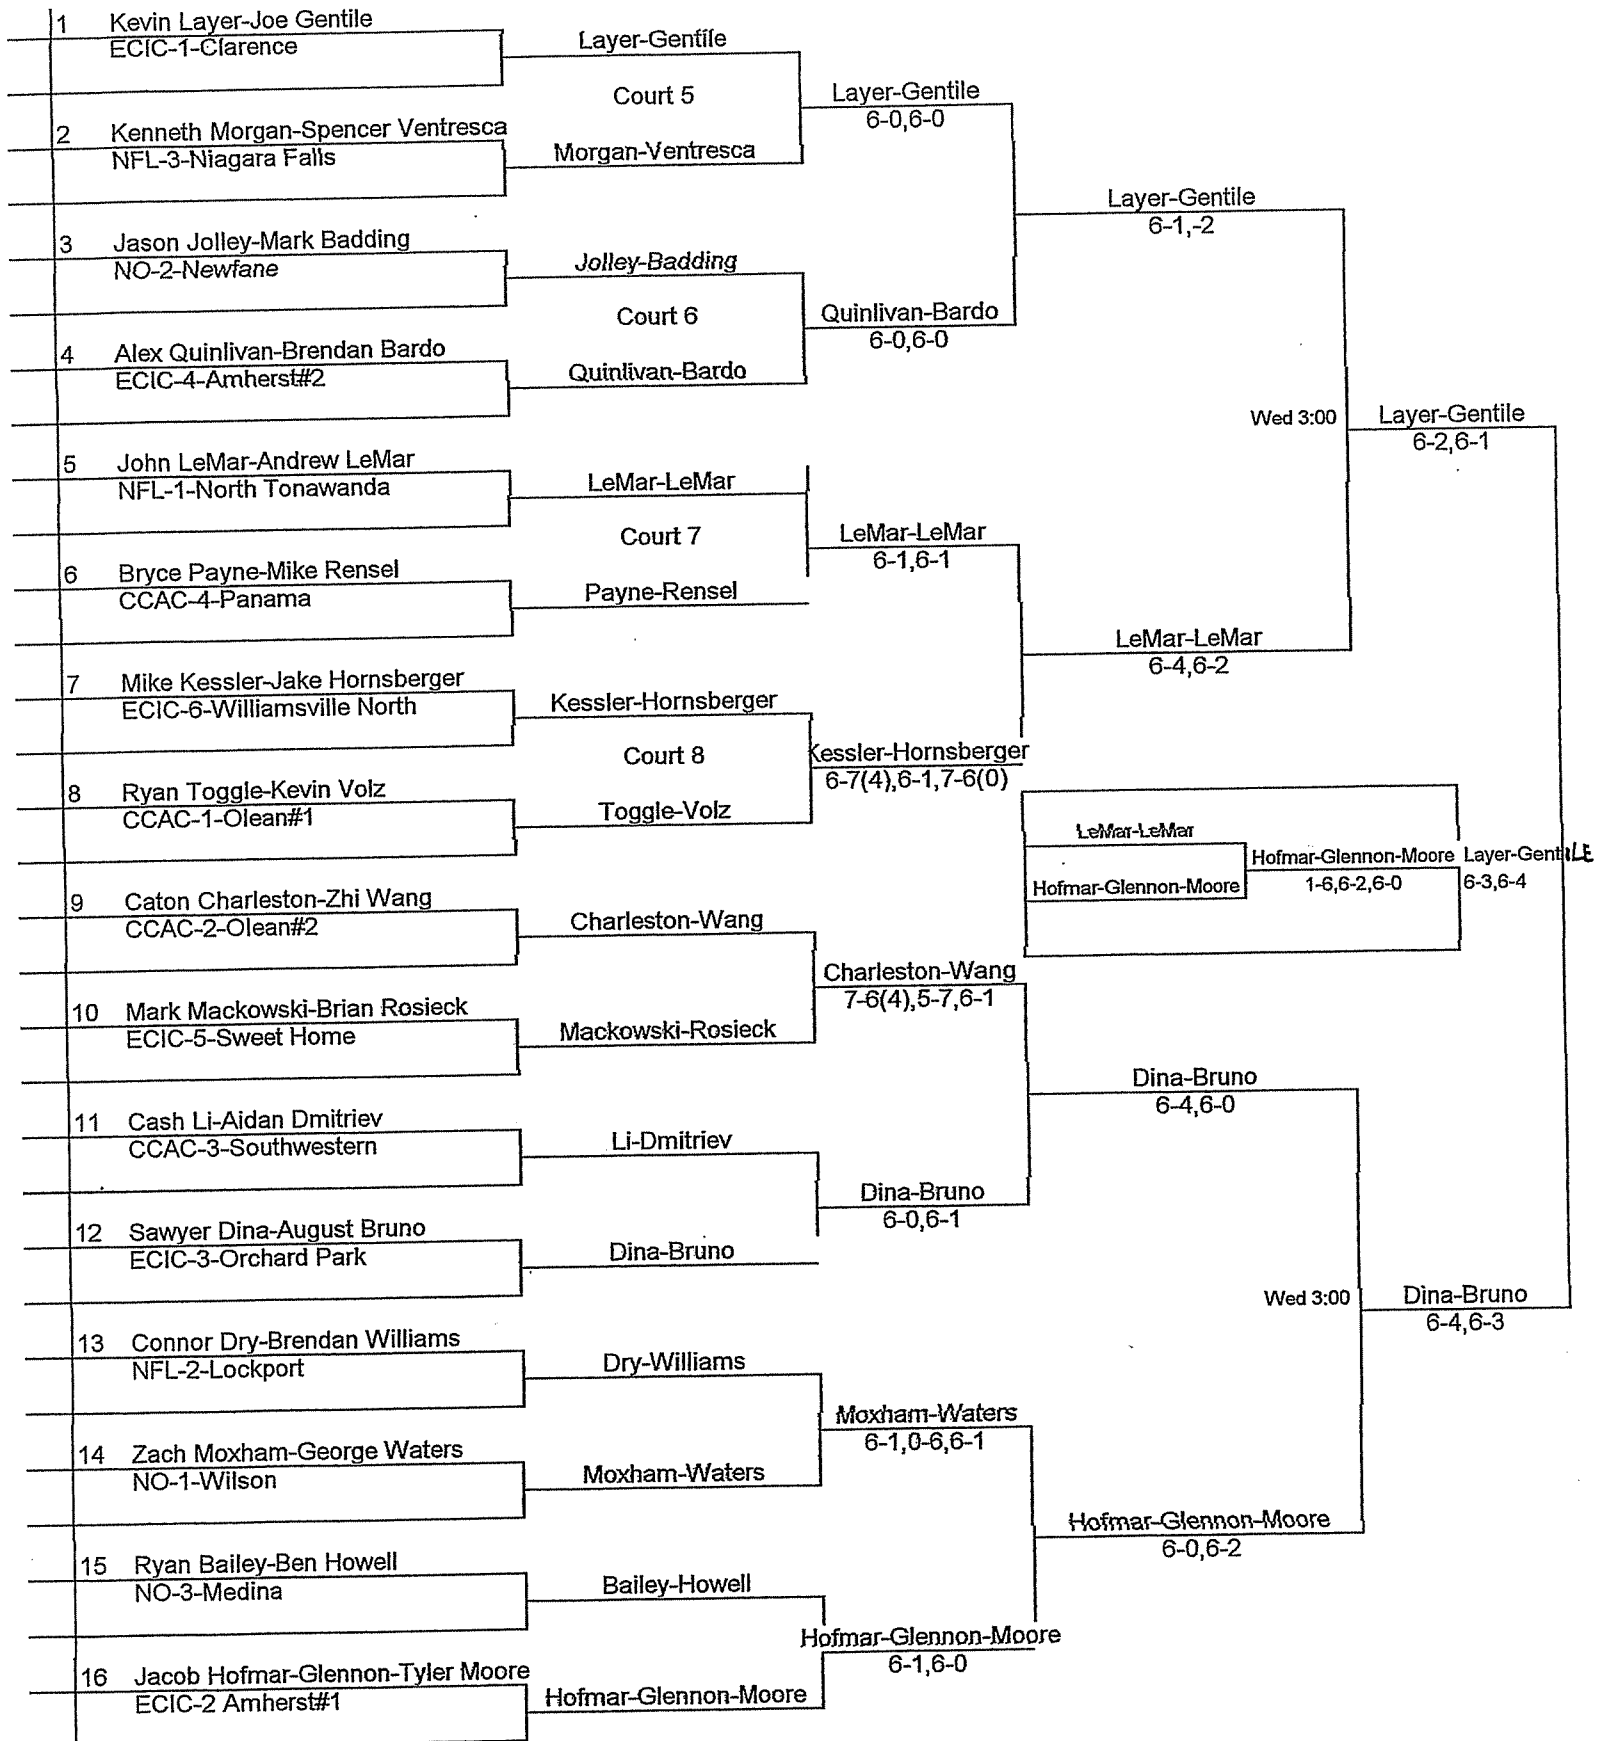 1 Kevin Layer-Joe Gentile
ECIC-1-Clarence
Layer-Gentile
Court 5
Layer-Gentile
6-0,6-0
2 Kenneth Morgan-Spencer Ventresca
NFL-3-Niagara Falls
Morgan-Ventresca
Layer-Gentile
6-1,-2
3 Jason Jolley-Mark Badding
NO-2-Newfane
Jolley-Badding
Court 6
Quinlivan-Bardo
6-0,6-0
4 Alex Quinlivan-Brendan Bardo
ECIC-4-Amherst#2
Quinlivan-Bardo
Wed 3:00
Layer-Gentile
6-2,6-1
5 John LeMar-Andrew LeMar
NFL-1-North Tonawanda
LeMar-LeMar
Court 7
LeMar-LeMar
6-1,6-1
6 Bryce Payne-Mike Rensel
CCAC-4-Panama
Payne-Rensel
LeMar-LeMar
6-4,6-2
7 Mike Kessler-Jake Hornsberger
ECIC-6-Williamsville North
Kessler-Hornsberger
Court 8
Kessler-Hornsberger
6-7(4),6-1,7-6(0)
8 Ryan Toggle-Kevin Volz
CCAC-1-Olean#1
Toggle-Volz
LeMar-LeMar
Hofmar-Glennon-Moore Layer-GentILE
1-6,6-2,6-0 6-3,6-4
Hofmar-Glennon-Moore
9 Caton Charleston-Zhi Wang
CCAC-2-Olean#2
Charleston-Wang
Charleston-Wang
7-6(4),5-7,6-1
10 Mark Mackowski-Brian Rosieck
ECIC-5-Sweet Home
Mackowski-Rosieck
Dina-Bruno
6-4,6-0
11 Cash Li-Aidan Dmitriev
CCAC-3-Southwestern
Li-Dmitriev
Dina-Bruno
6-0,6-1
12 Sawyer Dina-August Bruno
ECIC-3-Orchard Park
Dina-Bruno
Wed 3:00
Dina-Bruno
6-4,6-3
13 Connor Dry-Brendan Williams
NFL-2-Lockport
Dry-Williams
Moxham-Waters
6-1,0-6,6-1
14 Zach Moxham-George Waters
NO-1-Wilson
Moxham-Waters
Hofmar-Glennon-Moore
6-0,6-2
15 Ryan Bailey-Ben Howell
NO-3-Medina
Bailey-Howell
Hofmar-Glennon-Moore
6-1,6-0
16 Jacob Hofmar-Glennon-Tyler Moore
ECIC-2 Amherst#1
Hofmar-Glennon-Moore